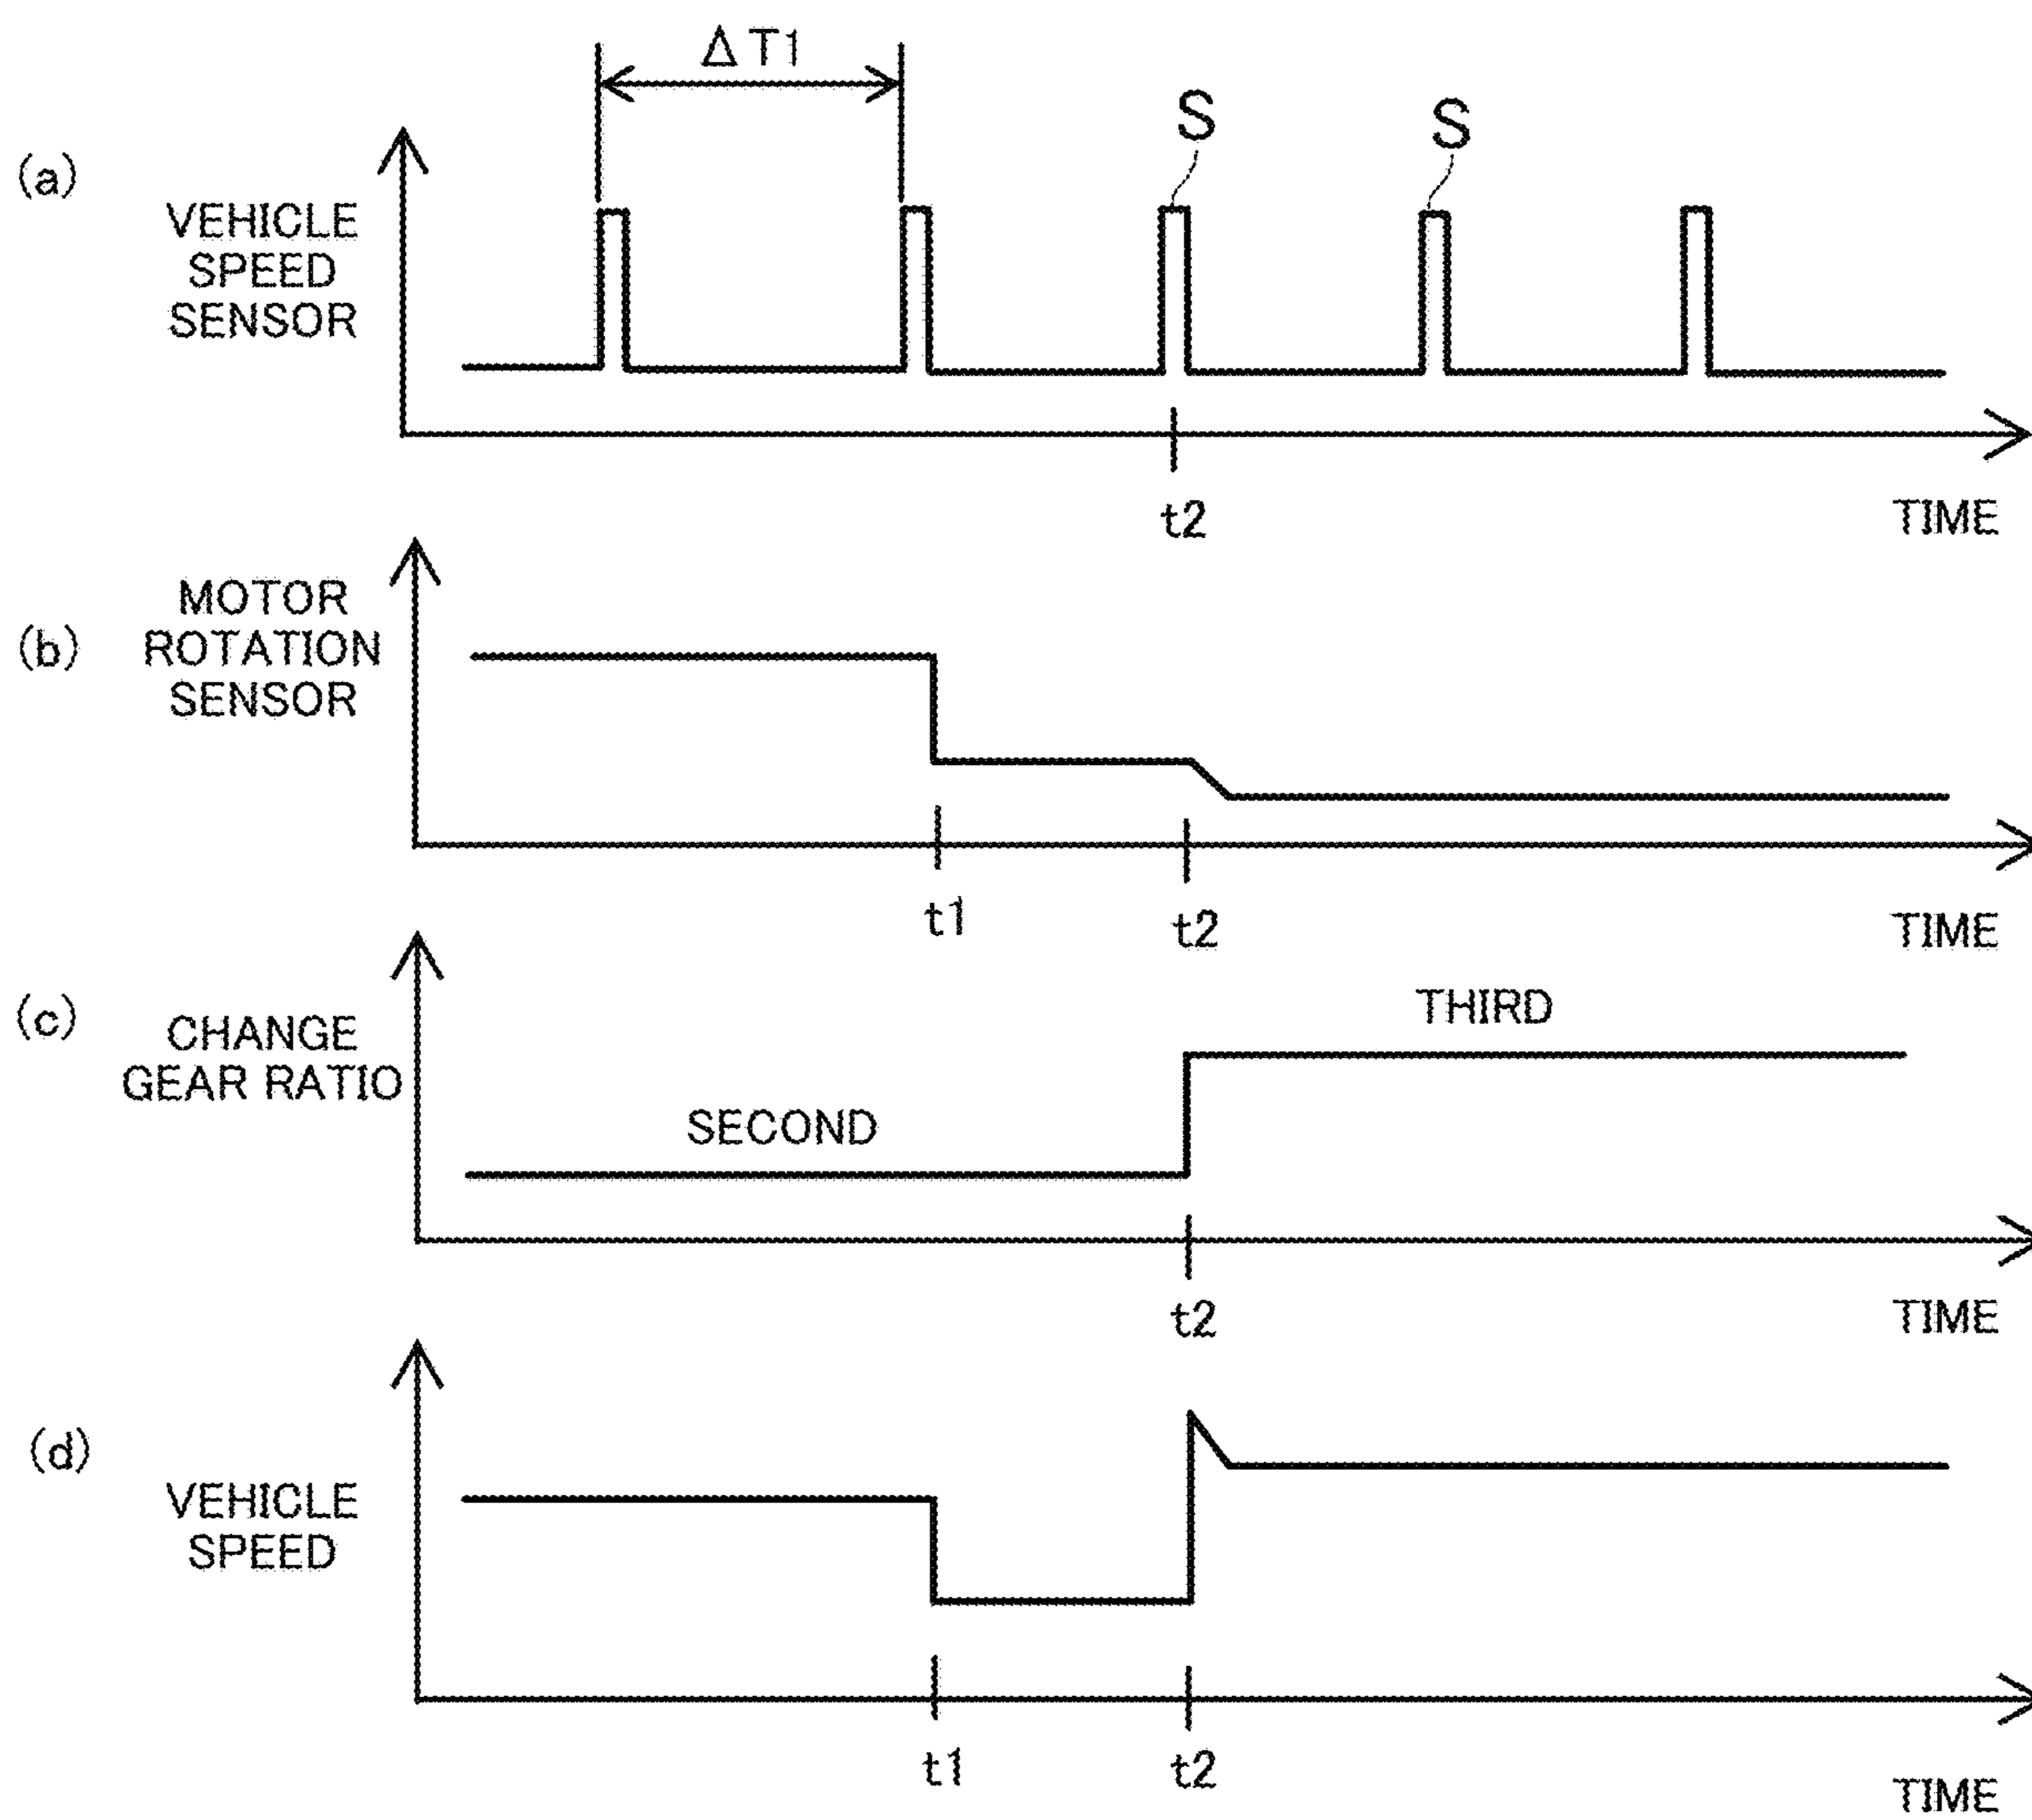 ΔT1
S
S
(a)
VEHICLE
SPEED
SENSOR
t2
TIME
(b)
MOTOR
ROTATION
SENSOR
t1
t2
TIME
(c)
CHANGE
GEAR RATIO
THIRD
SECOND
t2
TIME
(d)
VEHICLE
SPEED
t1
t2
TIME